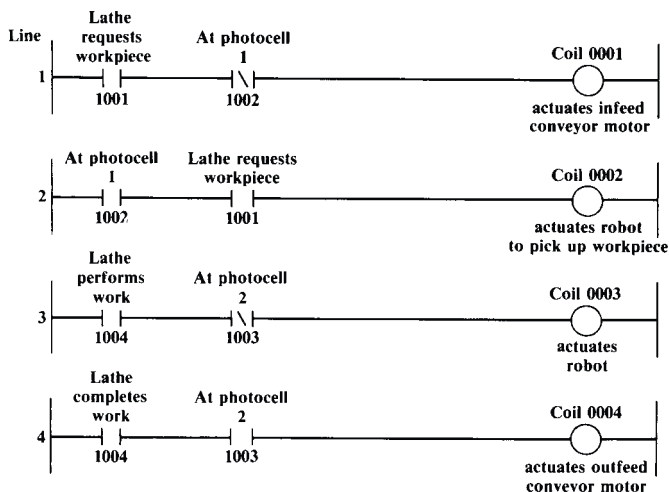 Line
Lathe
requests
workpiece
At photocell
1
Coil 0001
1
1001
1002
actuates infeed
conveyor motor
At photocell
1
Lathe requests
workpiece
Coil 0002
2
1002
1001
actuates robot
to pick up workpiece
Lathe
performs
work
At photocell
2
Coil 0003
3
1004
1003
actuates
robot
Lathe
completes
work
At photocell
2
Coil 0004
4
1004
1003
actuates outfeed
conveyor motor